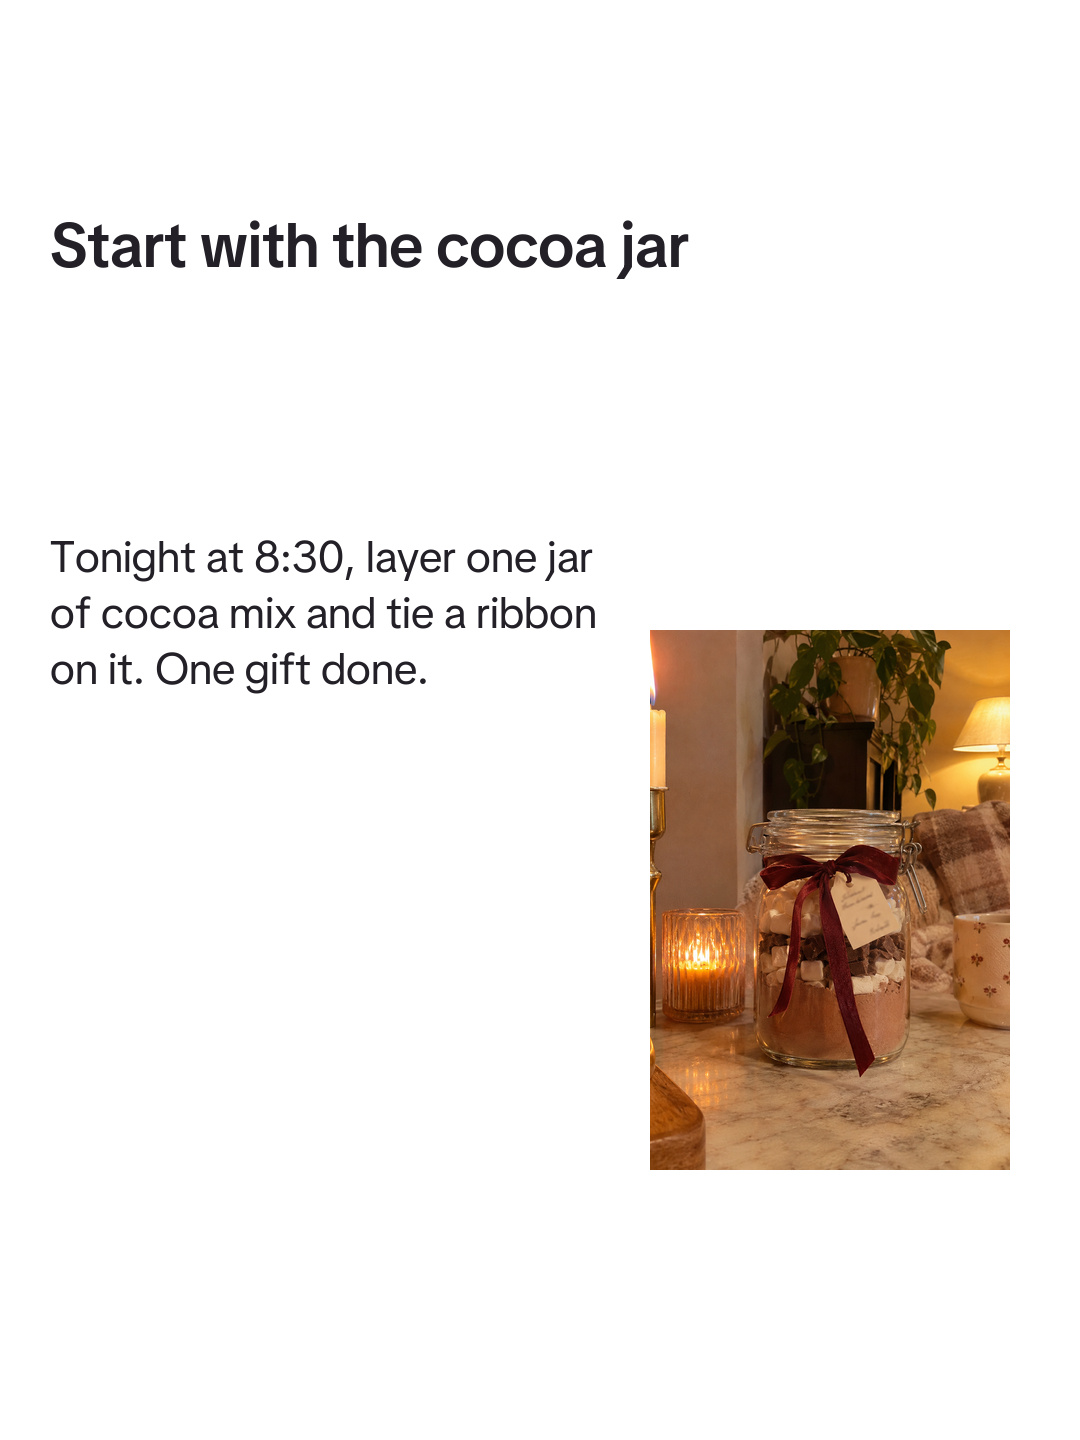 Start with the cocoa jar
Tonight at 8:30, layer one jar
of cocoa mix and tie a ribbon
on it. One gift done.